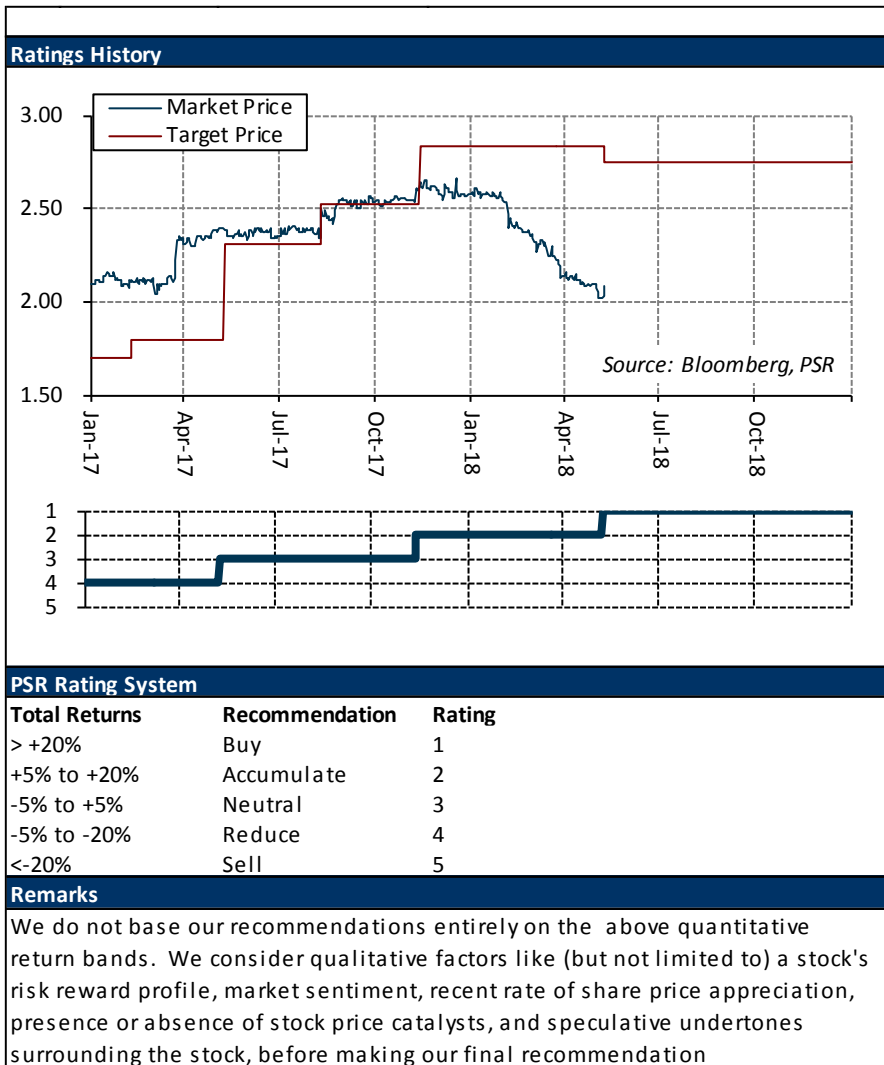 Ratings History
Market Price
Target Price
3.00
2.50
2.00
1.50
Source: Bloomberg, PSR
Jan-17
Apr-17
Jul-17
Oct-17
Jan-18
Apr-18
Jul-18
Oct-18
1
2
3
4
5
PSR Rating System
Total Returns Recommendation Rating
> +20% Buy 1
+5% to +20% Accumulate 2
-5% to +5% Neutral 3
-5% to -20% Reduce 4
<-20% Sell 5
Remarks
We do not base our recommendations entirely on the above quantitative
return bands. We consider qualitative factors like (but not limited to) a stock's
risk reward profile, market sentiment, recent rate of share price appreciation,
presence or absence of stock price catalysts, and speculative undertones
surrounding the stock, before making our final recommendation